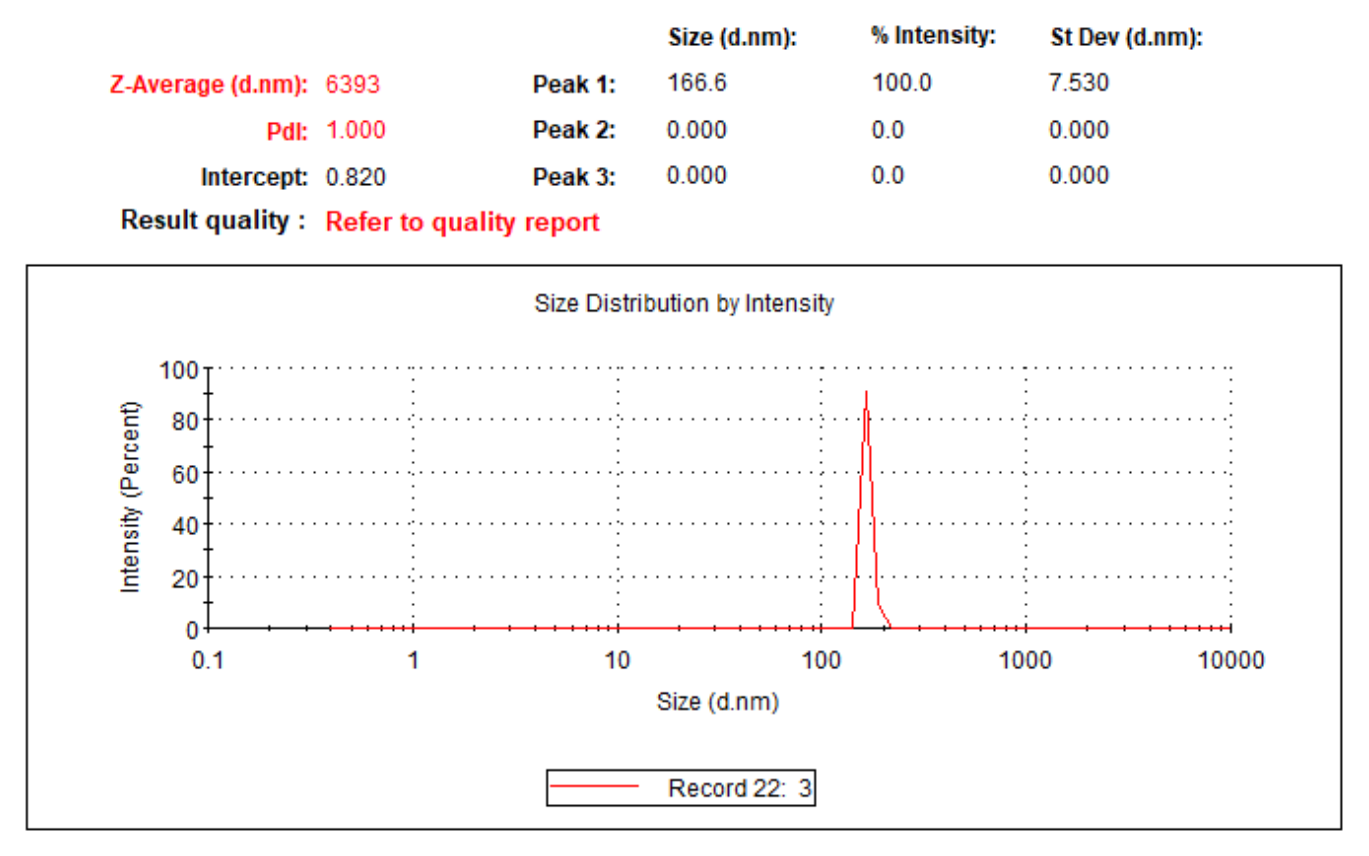 Size (d.nm): % Intensity: St Dev (d.nm):
Z-Average (d.nm): 6393 Peak 1: 166.6 100.0 7.530
PdI: 1.000 Peak 2: 0.000 0.0 0.000
Intercept: 0.820 Peak 3: 0.000 0.0 0.000
Result quality : Refer to quality report
Size Distribution by Intensity
Intensity (Percent)
100
80
60
40
20
0
0.1 1 10 100 1000 10000
Size (d.nm)
Record 22: 3